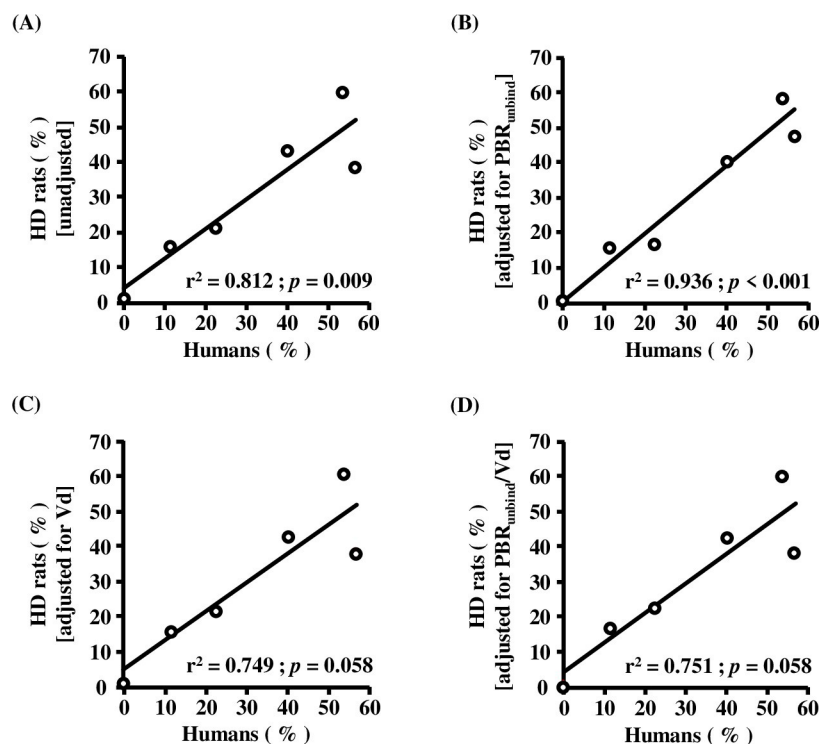 (A)
HD rats ( % )
[unadjusted]
70
60
50
40
30
20
10
0
r² = 0.812 ; p = 0.009
0 10 20 30 40 50 60
Humans ( % )
(B)
HD rats ( % )
[adjusted for PBRunbind]
70
60
50
40
30
20
10
0
r² = 0.936 ; p < 0.001
0 10 20 30 40 50 60
Humans ( % )
(C)
HD rats ( % )
[adjusted for Vd]
70
60
50
40
30
20
10
0
r² = 0.749 ; p = 0.058
0 10 20 30 40 50 60
Humans ( % )
(D)
HD rats ( % )
[adjusted for PBRunbind/Vd]
70
60
50
40
30
20
10
0
r² = 0.751 ; p = 0.058
0 10 20 30 40 50 60
Humans ( % )